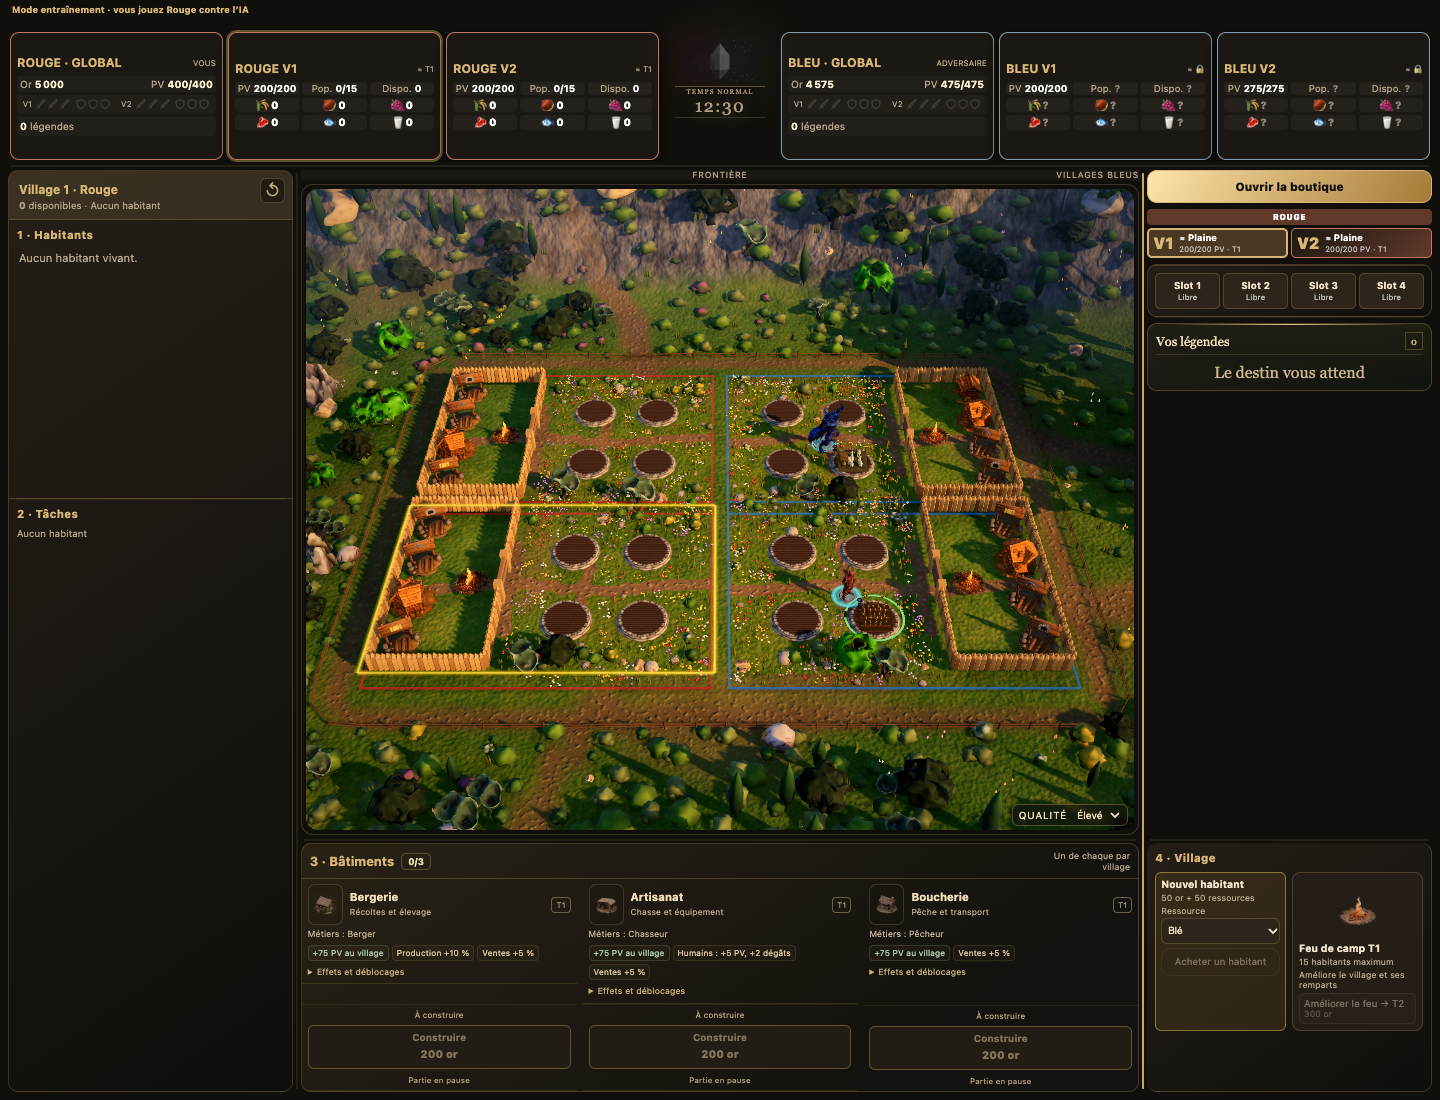 Mode entraînement · vous jouez Rouge contre l'IA
ROUGE · GLOBAL VOUS
Or 5 000 PV 400/400
V1 V2
0 légendes
ROUGE V1 ≈ T1
PV 200/200 Pop. 0/15 Dispo. 0
0 0 0
0 0 0
ROUGE V2 ≈ T1
PV 200/200 Pop. 0/15 Dispo. 0
0 0 0
0 0 0
TEMPS NORMAL
12:30
BLEU · GLOBAL ADVERSAIRE
Or 4 575 PV 475/475
V1 V2
0 légendes
BLEU V1 ≈
PV 200/200 Pop. ? Dispo. ?
? ? ?
? ? ?
BLEU V2 ≈
PV 275/275 Pop. ? Dispo. ?
? ? ?
? ? ?
Village 1 · Rouge
0 disponibles · Aucun habitant
1 · Habitants
Aucun habitant vivant.
2 · Tâches
Aucun habitant
FRONTIÈRE
VILLAGES BLEUS
QUALITÉ Élevé
3 · Bâtiments 0/3
Un de chaque par
village
Bergerie T1
Récoltes et élevage
Métiers : Berger
+75 PV au village Production +10 % Ventes +5 %
▸ Effets et déblocages
À construire
Construire
200 or
Partie en pause
Artisanat T1
Chasse et équipement
Métiers : Chasseur
+75 PV au village Humains : +5 PV, +2 dégâts
Ventes +5 %
▸ Effets et déblocages
À construire
Construire
200 or
Partie en pause
Boucherie T1
Pêche et transport
Métiers : Pêcheur
+75 PV au village Ventes +5 %
▸ Effets et déblocages
À construire
Construire
200 or
Partie en pause
Ouvrir la boutique
ROUGE
V1 ≈ Plaine
200/200 PV · T1
V2 ≈ Plaine
200/200 PV · T1
Slot 1
Libre
Slot 2
Libre
Slot 3
Libre
Slot 4
Libre
Vos légendes 0
Le destin vous attend
4 · Village
Nouvel habitant
50 or + 50 ressources
Ressource
Blé
Acheter un habitant
Feu de camp T1
15 habitants maximum
Améliore le village et ses
remparts
Améliorer le feu → T2
300 or